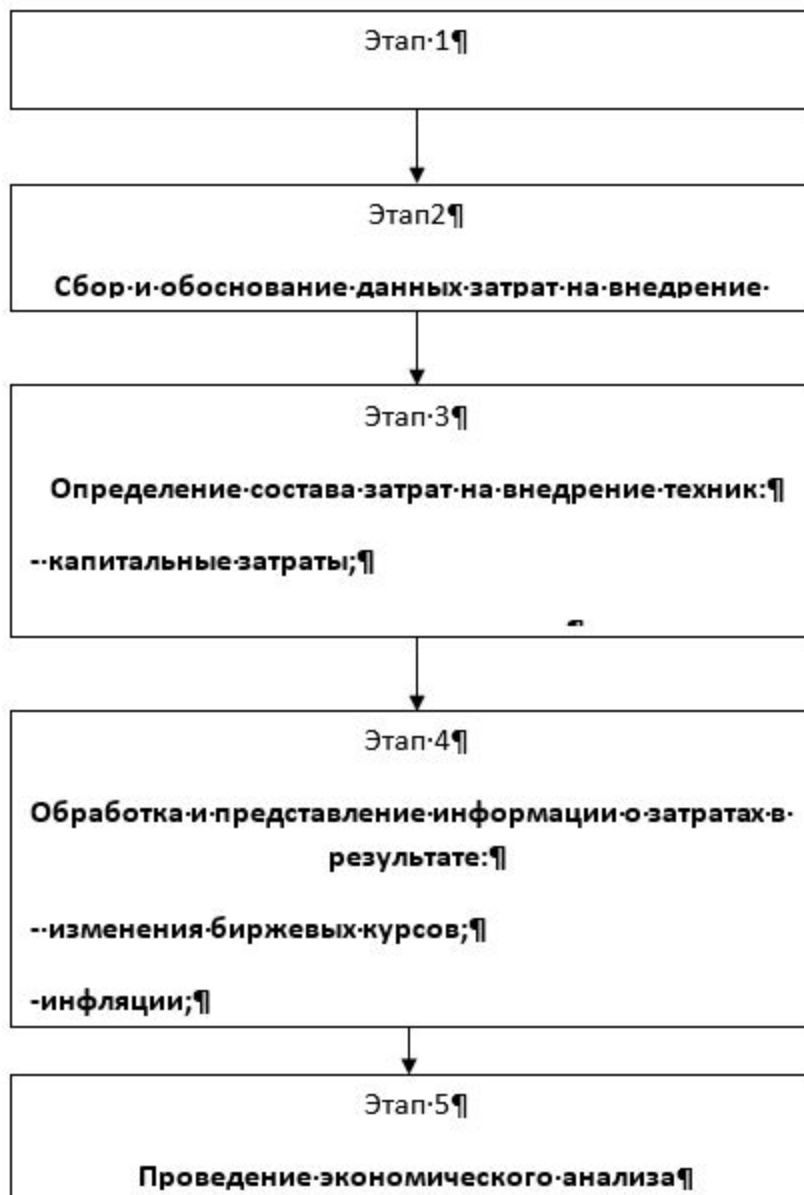 Этап·1¶
Этап2¶
Сбор·и·обоснование·данных·затрат·на·внедрение·
Этап·3¶
Определение·состава·затрат·на·внедрение·техник:¶
-·капитальные·затраты;¶
¶
Этап·4¶
Обработка·и·представление·информации·о·затратах·в·
результате:¶
-·изменения·биржевых·курсов;¶
-инфляции;¶
Этап·5¶
Проведение·экономического·анализа¶